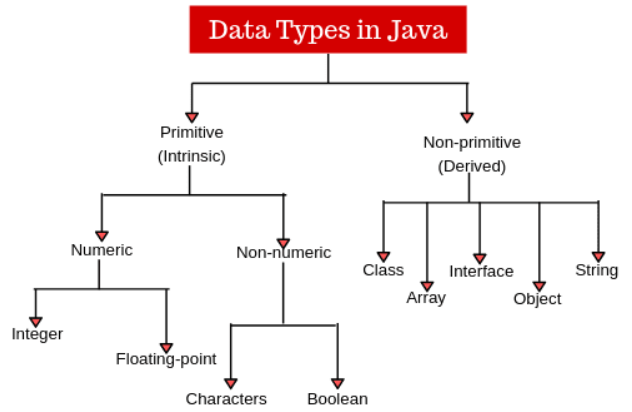 Data Types in Java
Primitive
(Intrinsic)
Non-primitive
(Derived)
Numeric
Non-numeric
Class
Array
Interface
Object
String
Integer
Floating-point
Characters
Boolean